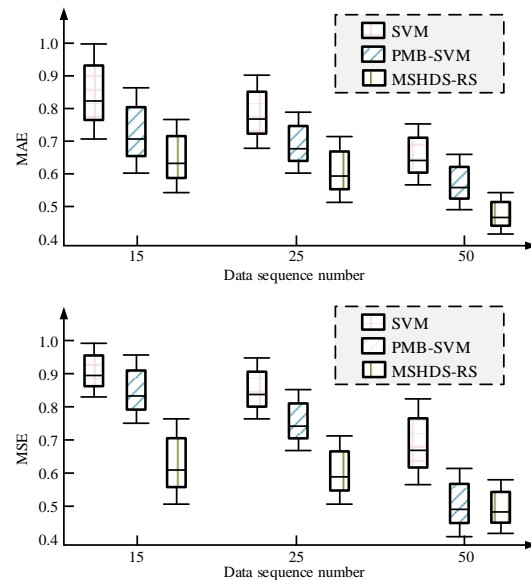 SVM
PMB-SVM
MSHDS-RS
1.0
0.9
0.8
0.7
0.6
0.5
0.4
MAE
15
25
50
Data sequence number
SVM
PMB-SVM
MSHDS-RS
1.0
0.9
0.8
0.7
0.6
0.5
0.4
MSE
15
25
50
Data sequence number